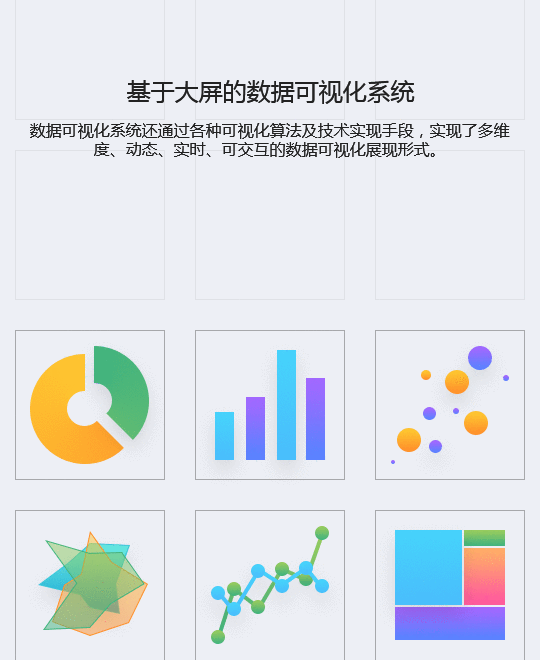 基于大屏的数据可视化系统
数据可视化系统还通过各种可视化算法及技术实现手段，实现了多维
度、动态、实时、可交互的数据可视化展现形式。